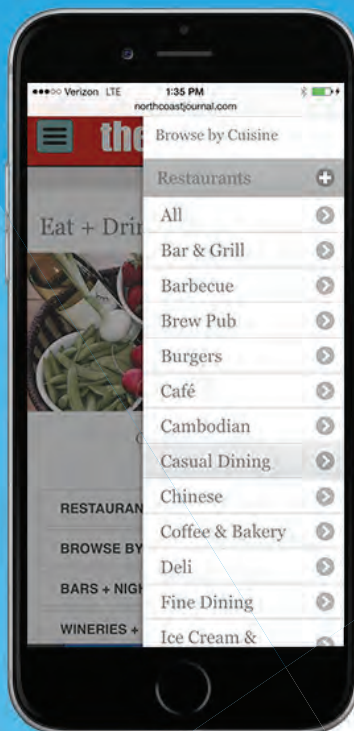 Verizon LTE 1:35 PM
northcoastjournal.com
the
Browse by Cuisine
Restaurants
Eat + Drin
All
Bar & Grill
Barbecue
Brew Pub
Burgers
Café
Cambodian
Casual Dining
Chinese
Coffee & Bakery
Deli
Fine Dining
Ice Cream &
RESTAURAN
BROWSE BY
BARS + NIGH
WINERIES +